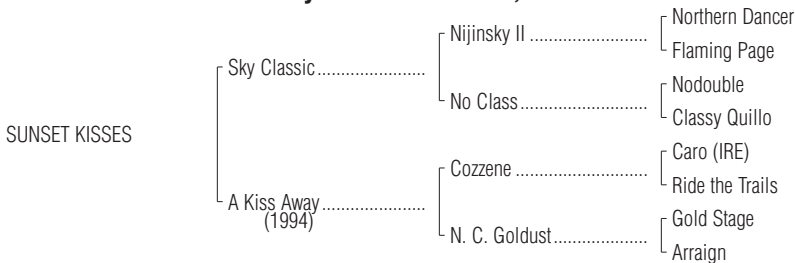 Northern Dancer
Nijinsky II ........................
Flaming Page
Sky Classic.......................
Nodouble
No Class...........................
Classy Quillo
SUNSET KISSES
Caro (IRE)
Cozzene ...........................
Ride the Trails
A Kiss Away......................
(1994)
Gold Stage
N. C. Goldust....................
Arraign